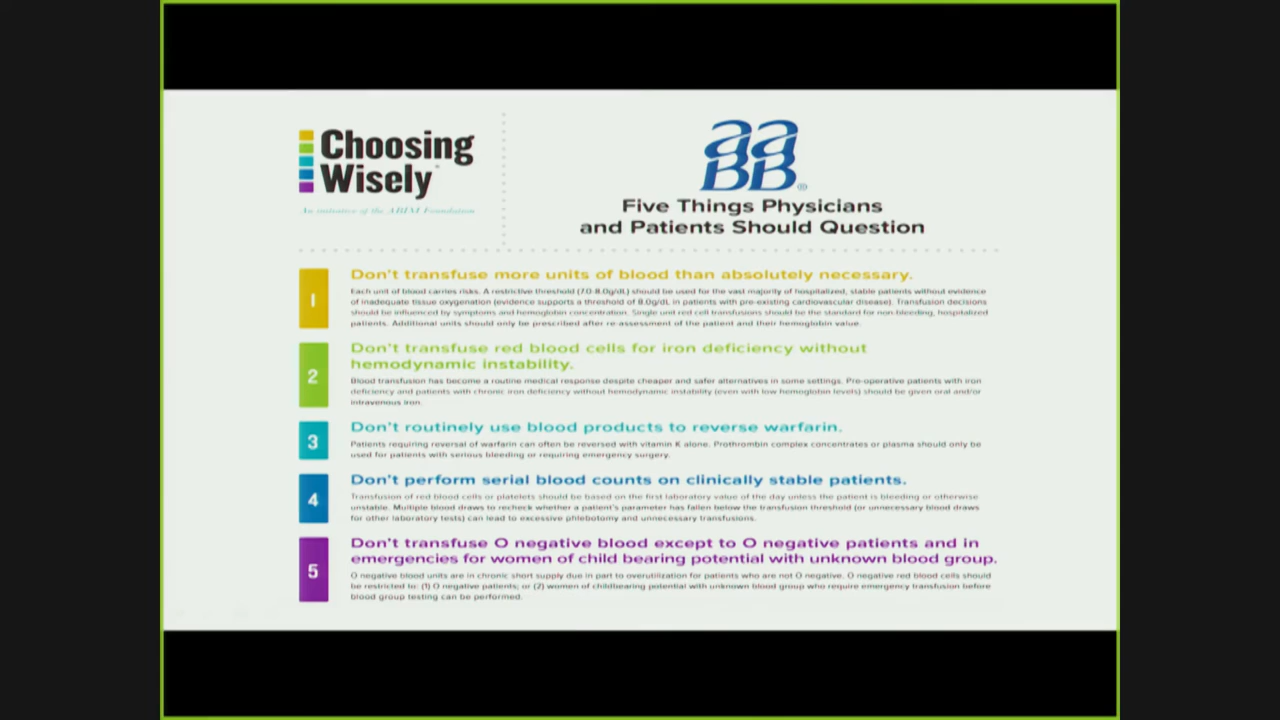 Choosing
Wisely
An initiative of the ABIM Foundation
aa
BB®
Five Things Physicians
and Patients Should Question
1
Don't transfuse more units of blood than absolutely necessary.
Each unit of blood carries risks. A restrictive threshold (7.0-8.0g/dL) should be used for the vast majority of hospitalized, stable patients without evidence
of inadequate tissue oxygenation (evidence supports a threshold of 8.0g/dL in patients with pre-existing cardiovascular disease). Transfusion decisions
should be influenced by symptoms and hemoglobin concentration. Single unit red cell transfusions should be the standard for non-bleeding, hospitalized
patients. Additional units should only be prescribed after re-assessment of the patient and their hemoglobin value.
2
Don't transfuse red blood cells for iron deficiency without
hemodynamic instability.
Blood transfusion has become a routine medical response despite cheaper and safer alternatives in some settings. Pre-operative patients with iron
deficiency and patients with chronic iron deficiency without hemodynamic instability (even with low hemoglobin levels) should be given oral and/or
intravenous iron.
3
Don't routinely use blood products to reverse warfarin.
Patients requiring reversal of warfarin can often be reversed with vitamin K alone. Prothrombin complex concentrates or plasma should only be
used for patients with serious bleeding or requiring emergency surgery.
4
Don't perform serial blood counts on clinically stable patients.
Transfusion of red blood cells or platelets should be based on the first laboratory value of the day unless the patient is bleeding or otherwise
unstable. Multiple blood draws to recheck whether a patient's parameter has fallen below the transfusion threshold (or unnecessary blood draws
for other laboratory tests) can lead to excessive phlebotomy and unnecessary transfusions.
5
Don't transfuse O negative blood except to O negative patients and in
emergencies for women of child bearing potential with unknown blood group.
O negative blood units are in chronic short supply due in part to overutilization for patients who are not O negative. O negative red blood cells should
be restricted to: (1) O negative patients; or (2) women of childbearing potential with unknown blood group who require emergency transfusion before
blood group testing can be performed.